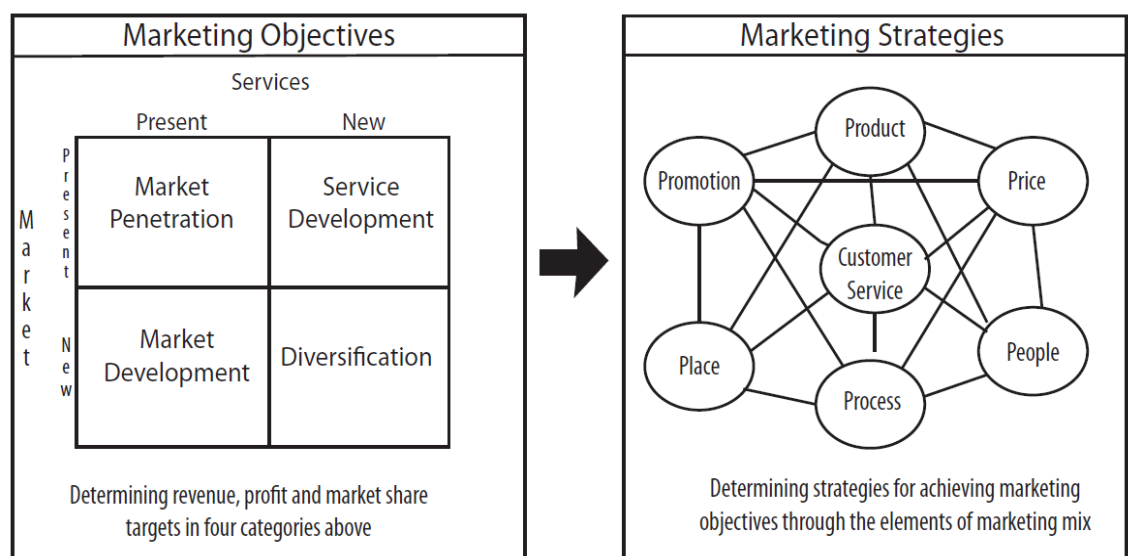 Marketing Objectives
Services
Present
New
Market
Present
New
Market
Penetration
Service
Development
Market
Development
Diversification
Determining revenue, profit and market share
targets in four categories above
Marketing Strategies
Product
Promotion
Price
Customer
Service
Place
People
Process
Determining strategies for achieving marketing
objectives through the elements of marketing mix